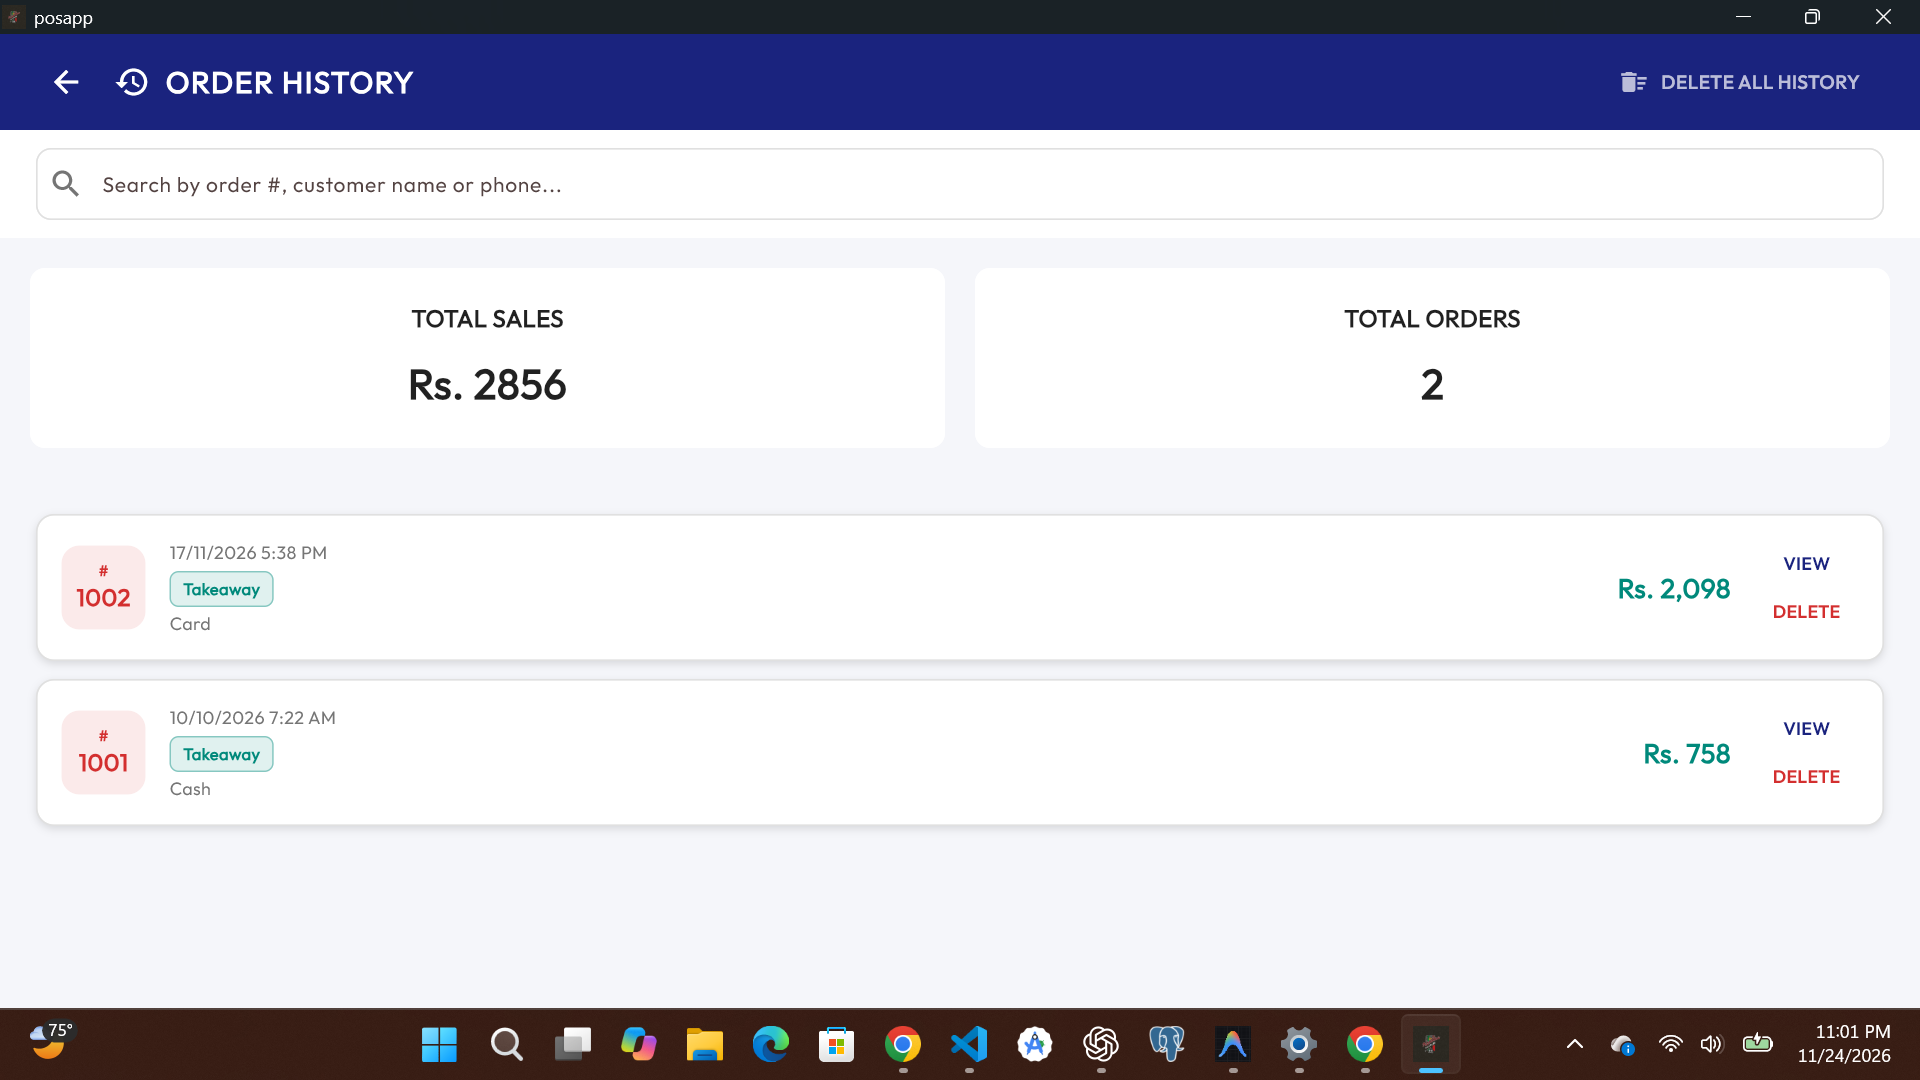 posapp
ORDER HISTORY
DELETE ALL HISTORY
Search by order #, customer name or phone...
TOTAL SALES
Rs. 2856
TOTAL ORDERS
2
#
1002
17/11/2026 5:38 PM
Takeaway
Card
Rs. 2,098
VIEW
DELETE
#
1001
10/10/2026 7:22 AM
Takeaway
Cash
Rs. 758
VIEW
DELETE
75°
11:01 PM
11/24/2026